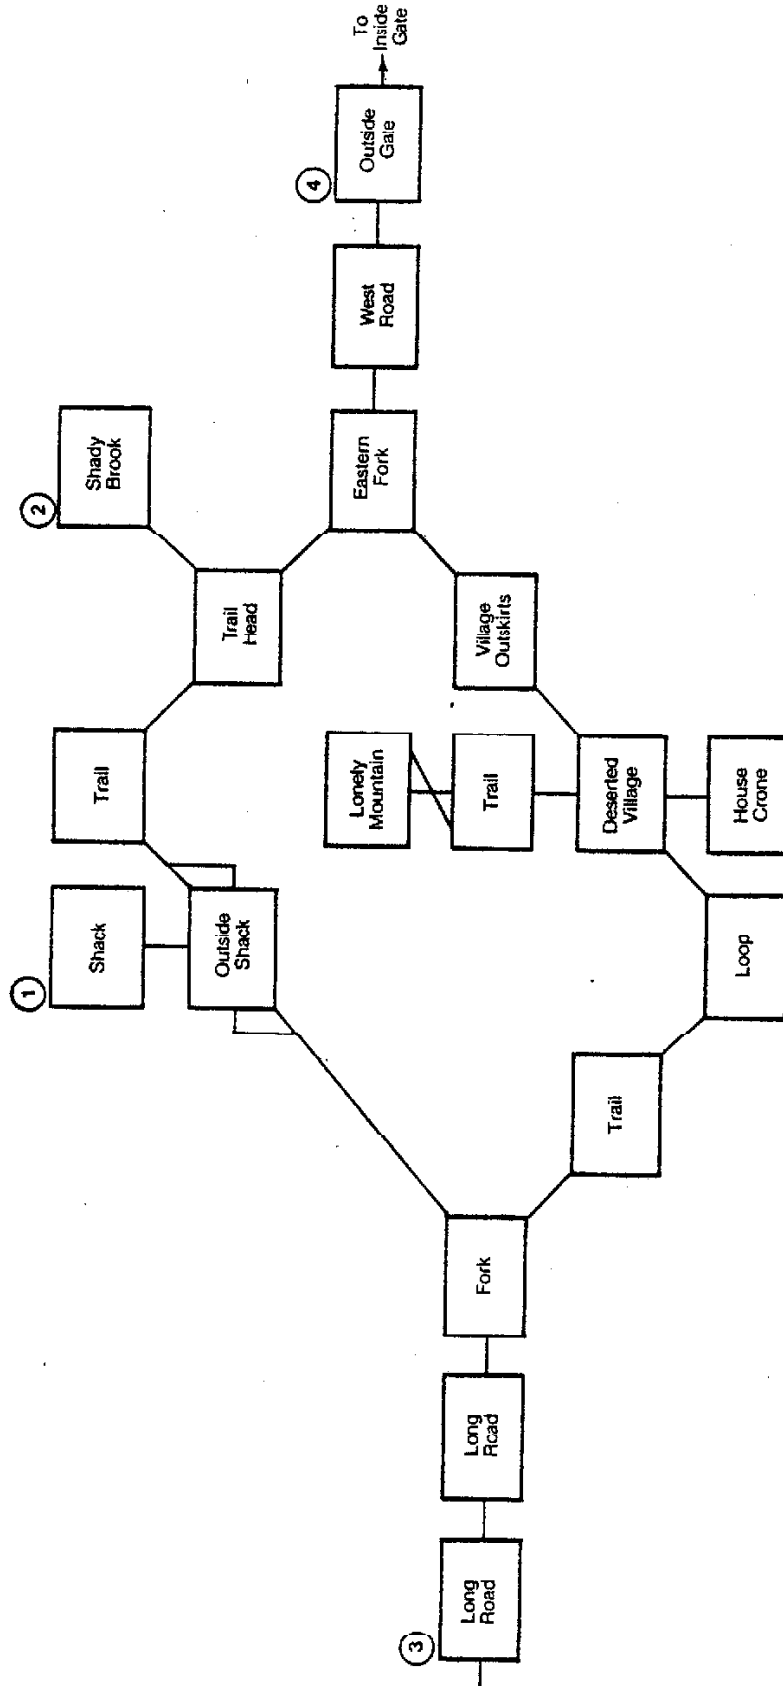 1
Shack
Trail
2
Shady
Brook
Outside
Shack
Trail
Head
Lonely
Mountain
Eastern
Fork
West
Road
4
Outside
Gate
To
Inside
Gate
3
Long
Road
Long
Road
Fork
Trail
Village
Outskirts
Trail
Deserted
Village
Loop
House
Crone